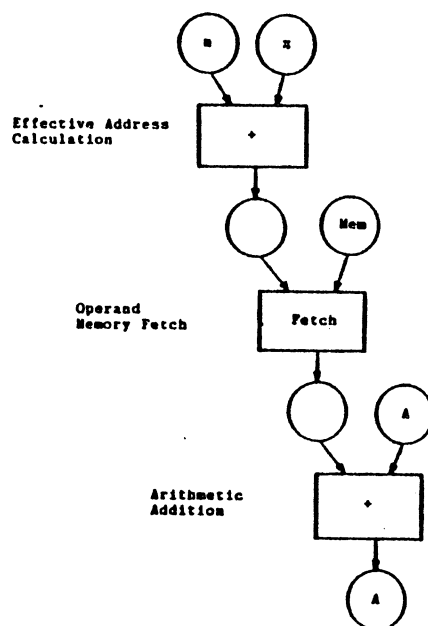 m x
Effective Address
Calculation
+
Mem
Operand
Memory Fetch
Fetch
A
Arithmetic
Addition
+
A